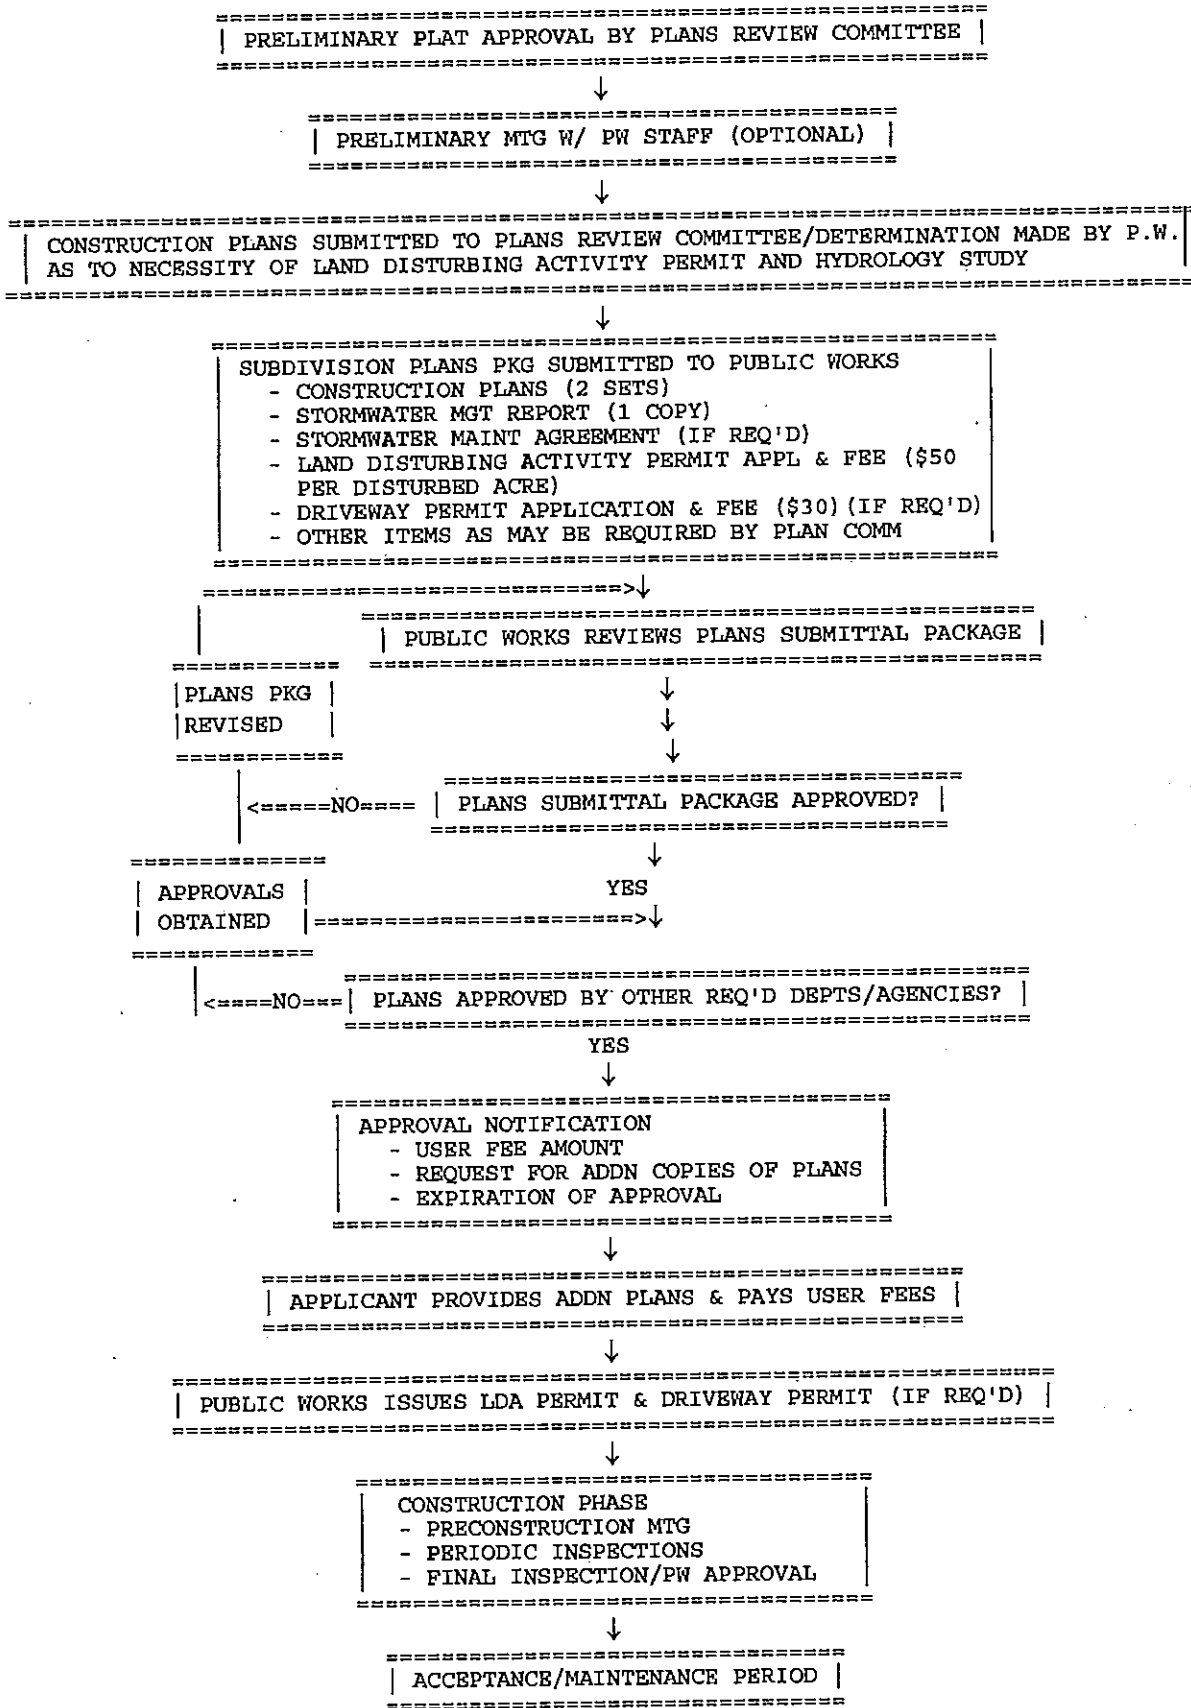 PRELIMINARY PLAT APPROVAL BY PLANS REVIEW COMMITTEE
↓
PRELIMINARY MTG W/ PW STAFF (OPTIONAL)
↓
CONSTRUCTION PLANS SUBMITTED TO PLANS REVIEW COMMITTEE/DETERMINATION MADE BY P.W.
AS TO NECESSITY OF LAND DISTURBING ACTIVITY PERMIT AND HYDROLOGY STUDY
↓
SUBDIVISION PLANS PKG SUBMITTED TO PUBLIC WORKS
- CONSTRUCTION PLANS (2 SETS)
- STORMWATER MGT REPORT (1 COPY)
- STORMWATER MAINT AGREEMENT (IF REQ'D)
- LAND DISTURBING ACTIVITY PERMIT APPL & FEE ($50
PER DISTURBED ACRE)
- DRIVEWAY PERMIT APPLICATION & FEE ($30)(IF REQ'D)
- OTHER ITEMS AS MAY BE REQUIRED BY PLAN COMM
↓
PUBLIC WORKS REVIEWS PLANS SUBMITTAL PACKAGE
PLANS PKG
REVISED
↓
↓
↓
<=====NO==== PLANS SUBMITTAL PACKAGE APPROVED?
↓
APPROVALS YES
OBTAINED =======================>↓
<====NO=== PLANS APPROVED BY OTHER REQ'D DEPTS/AGENCIES?
YES
↓
APPROVAL NOTIFICATION
- USER FEE AMOUNT
- REQUEST FOR ADDN COPIES OF PLANS
- EXPIRATION OF APPROVAL
↓
APPLICANT PROVIDES ADDN PLANS & PAYS USER FEES
↓
PUBLIC WORKS ISSUES LDA PERMIT & DRIVEWAY PERMIT (IF REQ'D)
↓
CONSTRUCTION PHASE
- PRECONSTRUCTION MTG
- PERIODIC INSPECTIONS
- FINAL INSPECTION/PW APPROVAL
↓
ACCEPTANCE/MAINTENANCE PERIOD